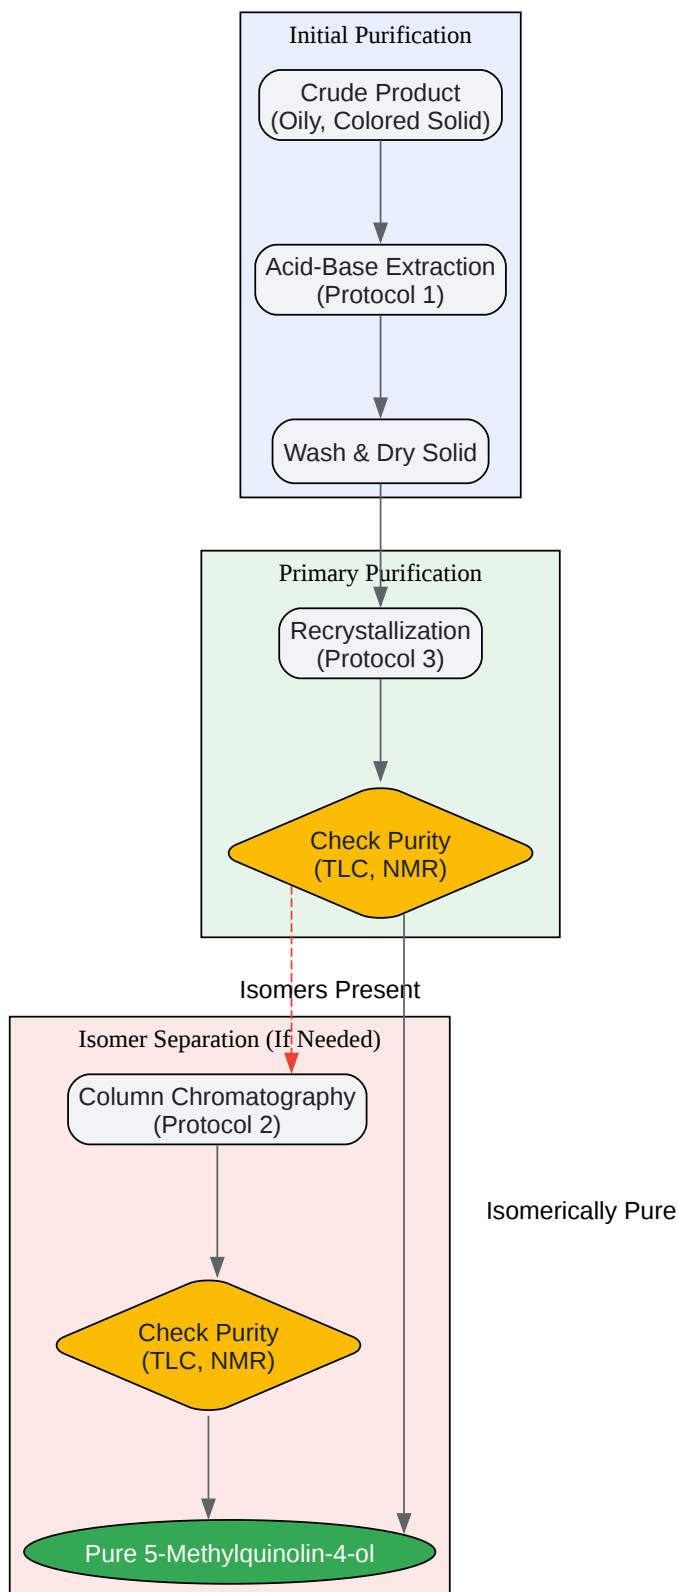 Initial Purification
Crude Product
(Oily, Colored Solid)
Acid-Base Extraction
(Protocol 1)
Wash & Dry Solid
Primary Purification
Recrystallization
(Protocol 3)
Check Purity
(TLC, NMR)
Isomers Present
Isomer Separation (If Needed)
Column Chromatography
(Protocol 2)
Isomerically Pure
Check Purity
(TLC, NMR)
Pure 5-Methylquinolin-4-ol